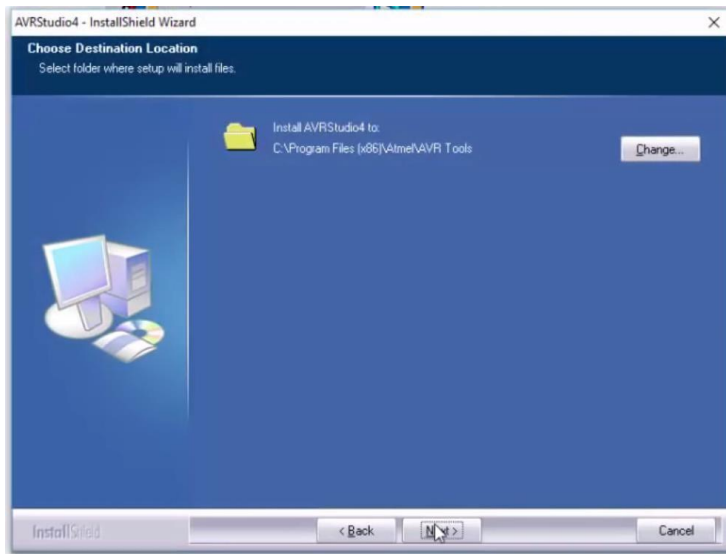 AVRStudio4 - InstallShield Wizard
Choose Destination Location
Select folder where setup will install files.
Install AVRStudio4 to:
C:\Program Files (x86)\Atmel\AVR Tools
Change...
InstallShield
< Back
Next >
Cancel